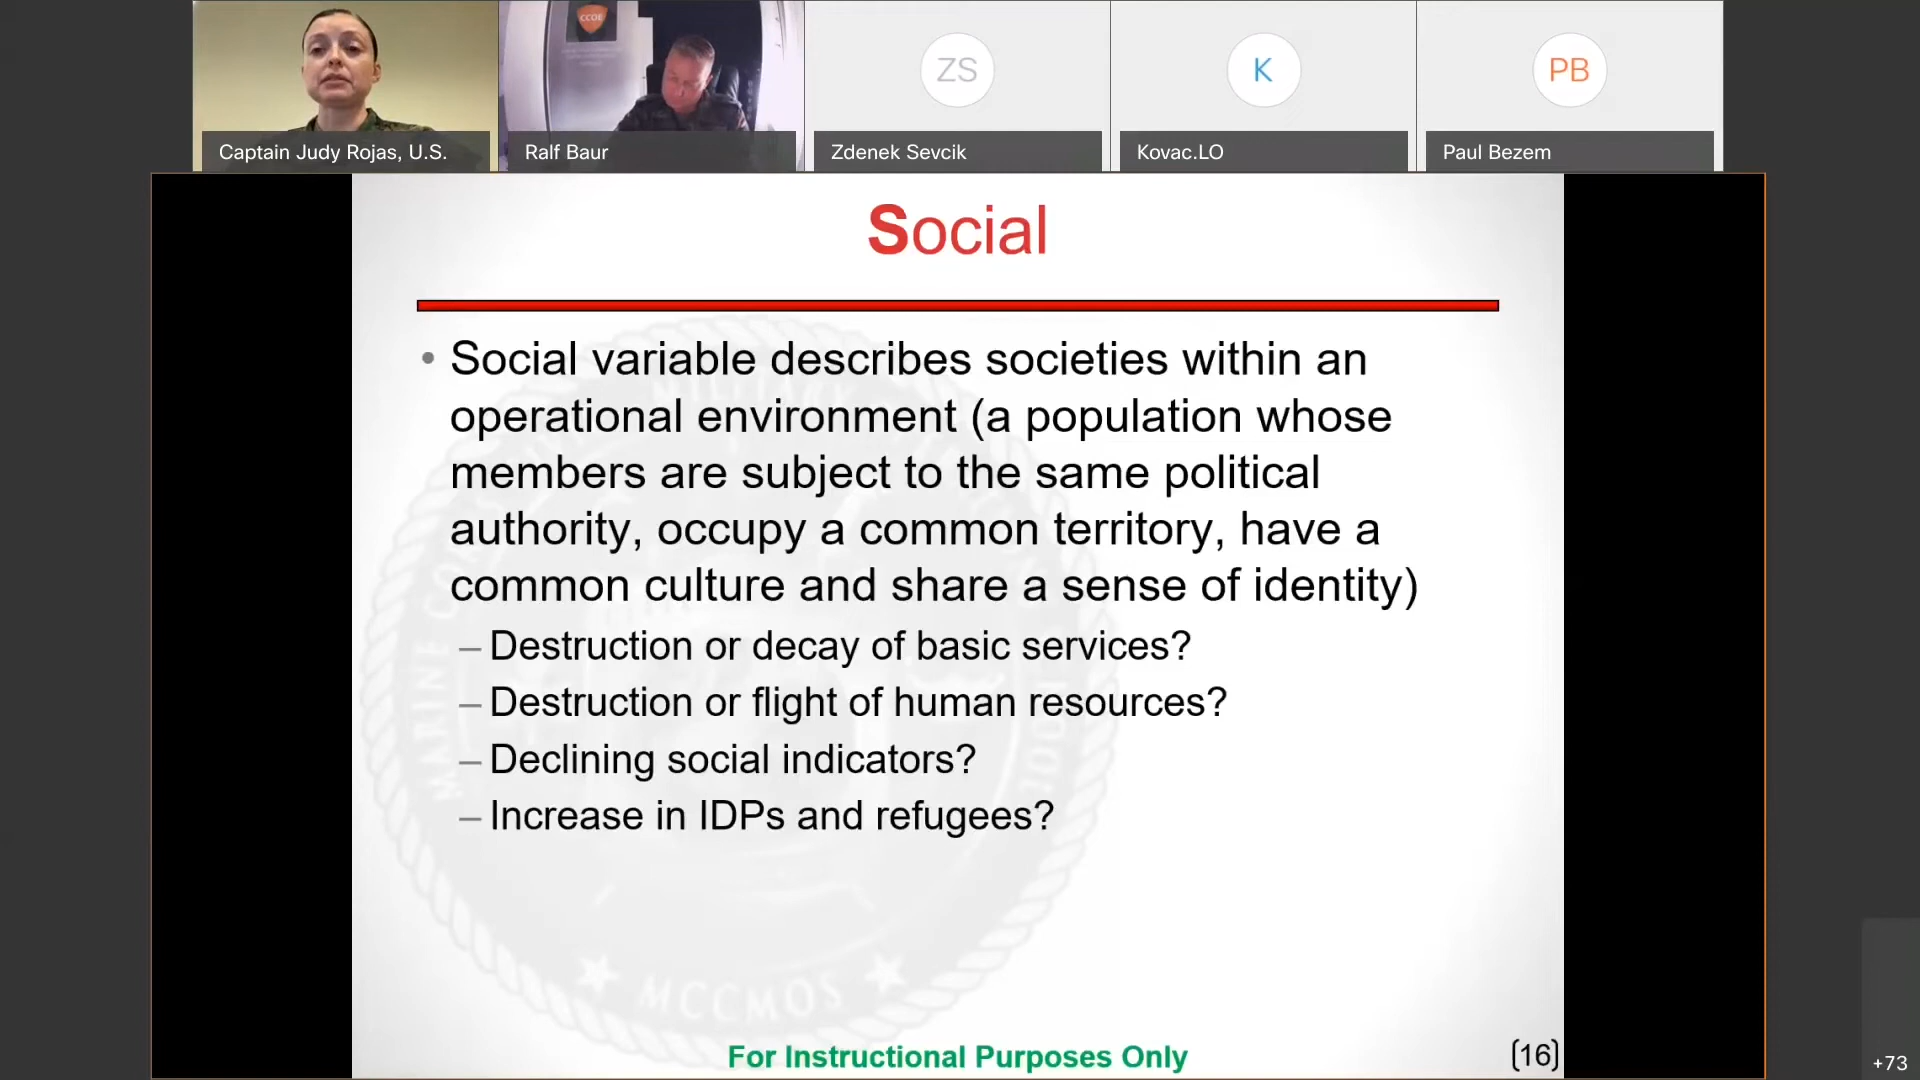 CCOE
ZS
K
PB
Captain Judy Rojas, U.S.
Ralf Baur
Zdenek Sevcik
Kovac.LO
Paul Bezem
Social
• Social variable describes societies within an
operational environment (a population whose
members are subject to the same political
authority, occupy a common territory, have a
common culture and share a sense of identity)
– Destruction or decay of basic services?
– Destruction or flight of human resources?
– Declining social indicators?
– Increase in IDPs and refugees?
MCCMOS
For Instructional Purposes Only
[16]
+73